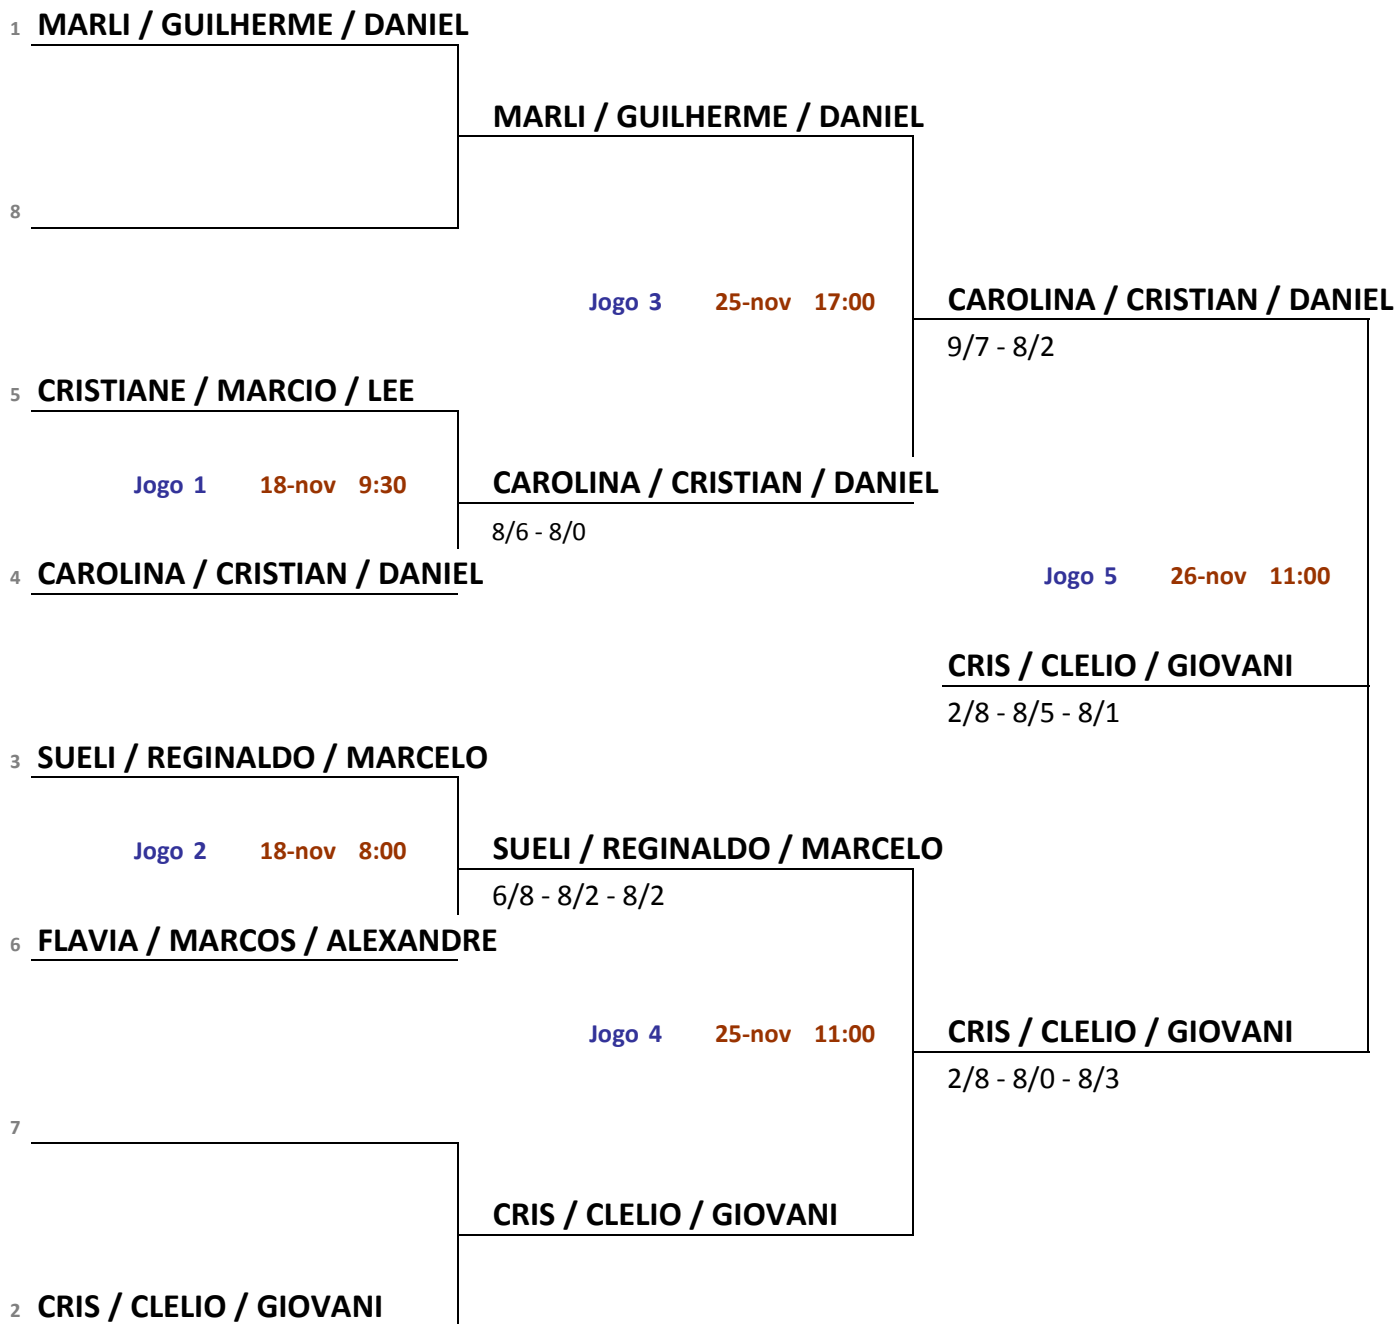 1 MARLI / GUILHERME / DANIEL
MARLI / GUILHERME / DANIEL
8
Jogo 3 25-nov 17:00 CAROLINA / CRISTIAN / DANIEL
9/7 - 8/2
5 CRISTIANE / MARCIO / LEE
Jogo 1 18-nov 9:30 CAROLINA / CRISTIAN / DANIEL
8/6 - 8/0
4 CAROLINA / CRISTIAN / DANIEL
Jogo 5 26-nov 11:00
CRIS / CLELIO / GIOVANI
2/8 - 8/5 - 8/1
3 SUELI / REGINALDO / MARCELO
Jogo 2 18-nov 8:00 SUELI / REGINALDO / MARCELO
6/8 - 8/2 - 8/2
6 FLAVIA / MARCOS / ALEXANDRE
Jogo 4 25-nov 11:00 CRIS / CLELIO / GIOVANI
2/8 - 8/0 - 8/3
7
CRIS / CLELIO / GIOVANI
2 CRIS / CLELIO / GIOVANI